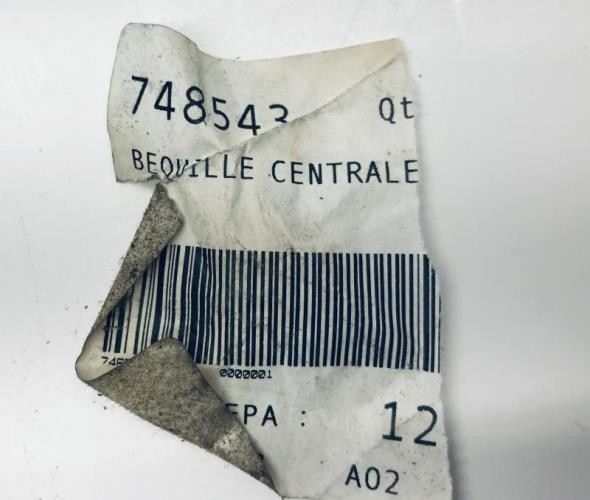 748543 Qt
BEQUILLE CENTRALE
0000001
EPA : 12
A02